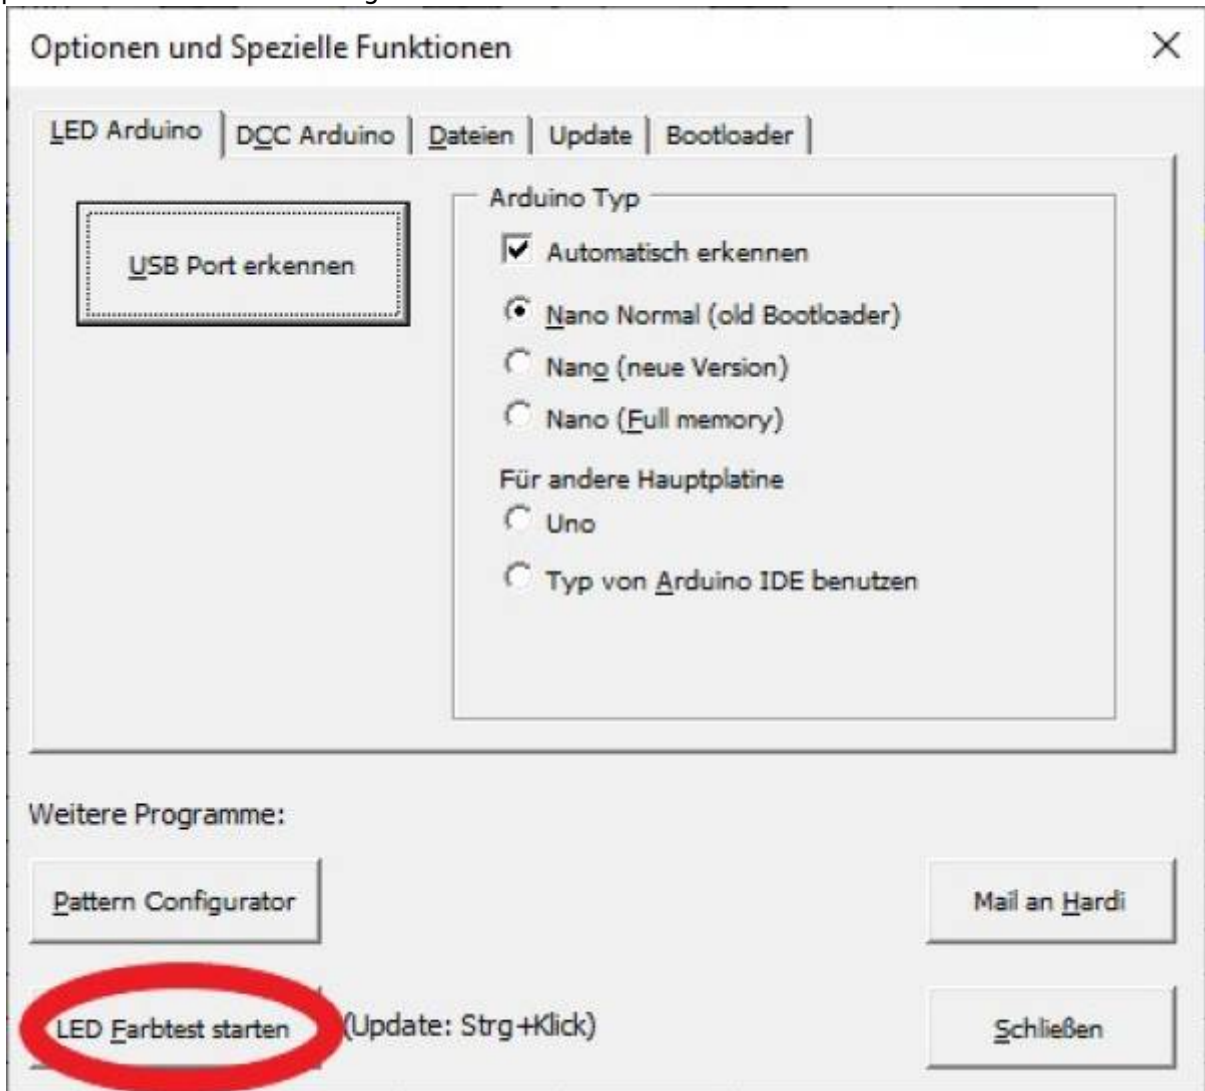 Optionen und Spezielle Funktionen
LED Arduino
DCC Arduino
Dateien
Update
Bootloader
USB Port erkennen
Arduino Typ
Automatisch erkennen
Nano Normal (old Bootloader)
Nano (neue Version)
Nano (Full memory)
Für andere Hauptplatine
Uno
Typ von Arduino IDE benutzen
Weitere Programme:
Pattern Configurator
Mail an Hardi
LED Farbtest starten
(Update: Strg+Klick)
Schließen